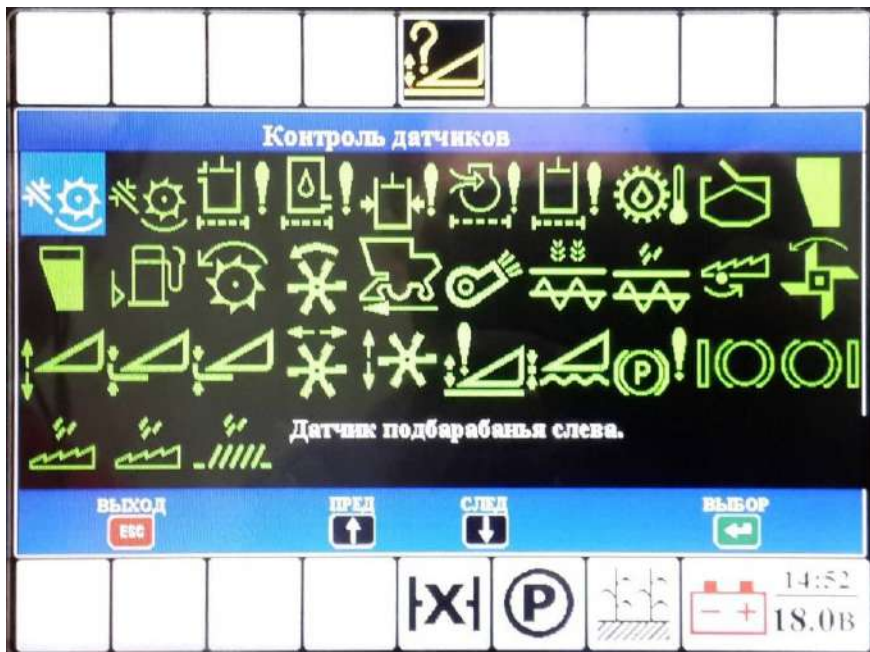 Контроль датчиков
P
Датчик подбарабанья слева.
ВЫХОД ПРЕД СЛЕД ВЫБОР
ESC
X P 14:52
18.0В